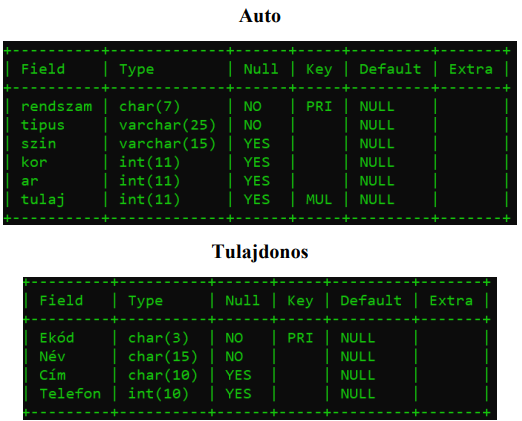 Auto
+----------+-------------+------+-----+---------+-------+
| Field    | Type        | Null | Key | Default | Extra |
+----------+-------------+------+-----+---------+-------+
| rendszam | char(7)     | NO   | PRI | NULL    |       |
| tipus    | varchar(25) | NO   |     | NULL    |       |
| szin     | varchar(15) | YES  |     | NULL    |       |
| kor      | int(11)     | YES  |     | NULL    |       |
| ar       | int(11)     | YES  |     | NULL    |       |
| tulaj    | int(11)     | YES  | MUL | NULL    |       |
+----------+-------------+------+-----+---------+-------+
Tulajdonos
+---------+----------+------+-----+---------+-------+
| Field   | Type     | Null | Key | Default | Extra |
+---------+----------+------+-----+---------+-------+
| Ekód    | char(3)  | NO   | PRI | NULL    |       |
| Név     | char(15) | NO   |     | NULL    |       |
| Cím     | char(10) | YES  |     | NULL    |       |
| Telefon | int(10)  | YES  |     | NULL    |       |
+---------+----------+------+-----+---------+-------+